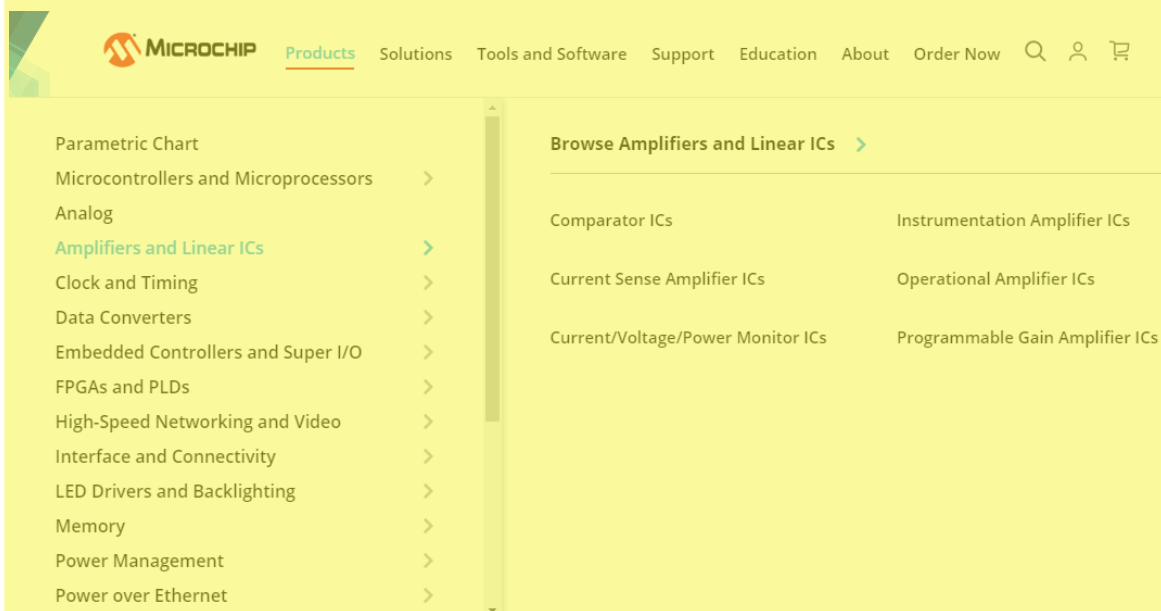 MICROCHIP Products Solutions Tools and Software Support Education About Order Now
Parametric Chart
Microcontrollers and Microprocessors
Analog
Amplifiers and Linear ICs
Clock and Timing
Data Converters
Embedded Controllers and Super I/O
FPGAs and PLDs
High-Speed Networking and Video
Interface and Connectivity
LED Drivers and Backlighting
Memory
Power Management
Power over Ethernet
Browse Amplifiers and Linear ICs
Comparator ICs Instrumentation Amplifier ICs
Current Sense Amplifier ICs Operational Amplifier ICs
Current/Voltage/Power Monitor ICs Programmable Gain Amplifier ICs